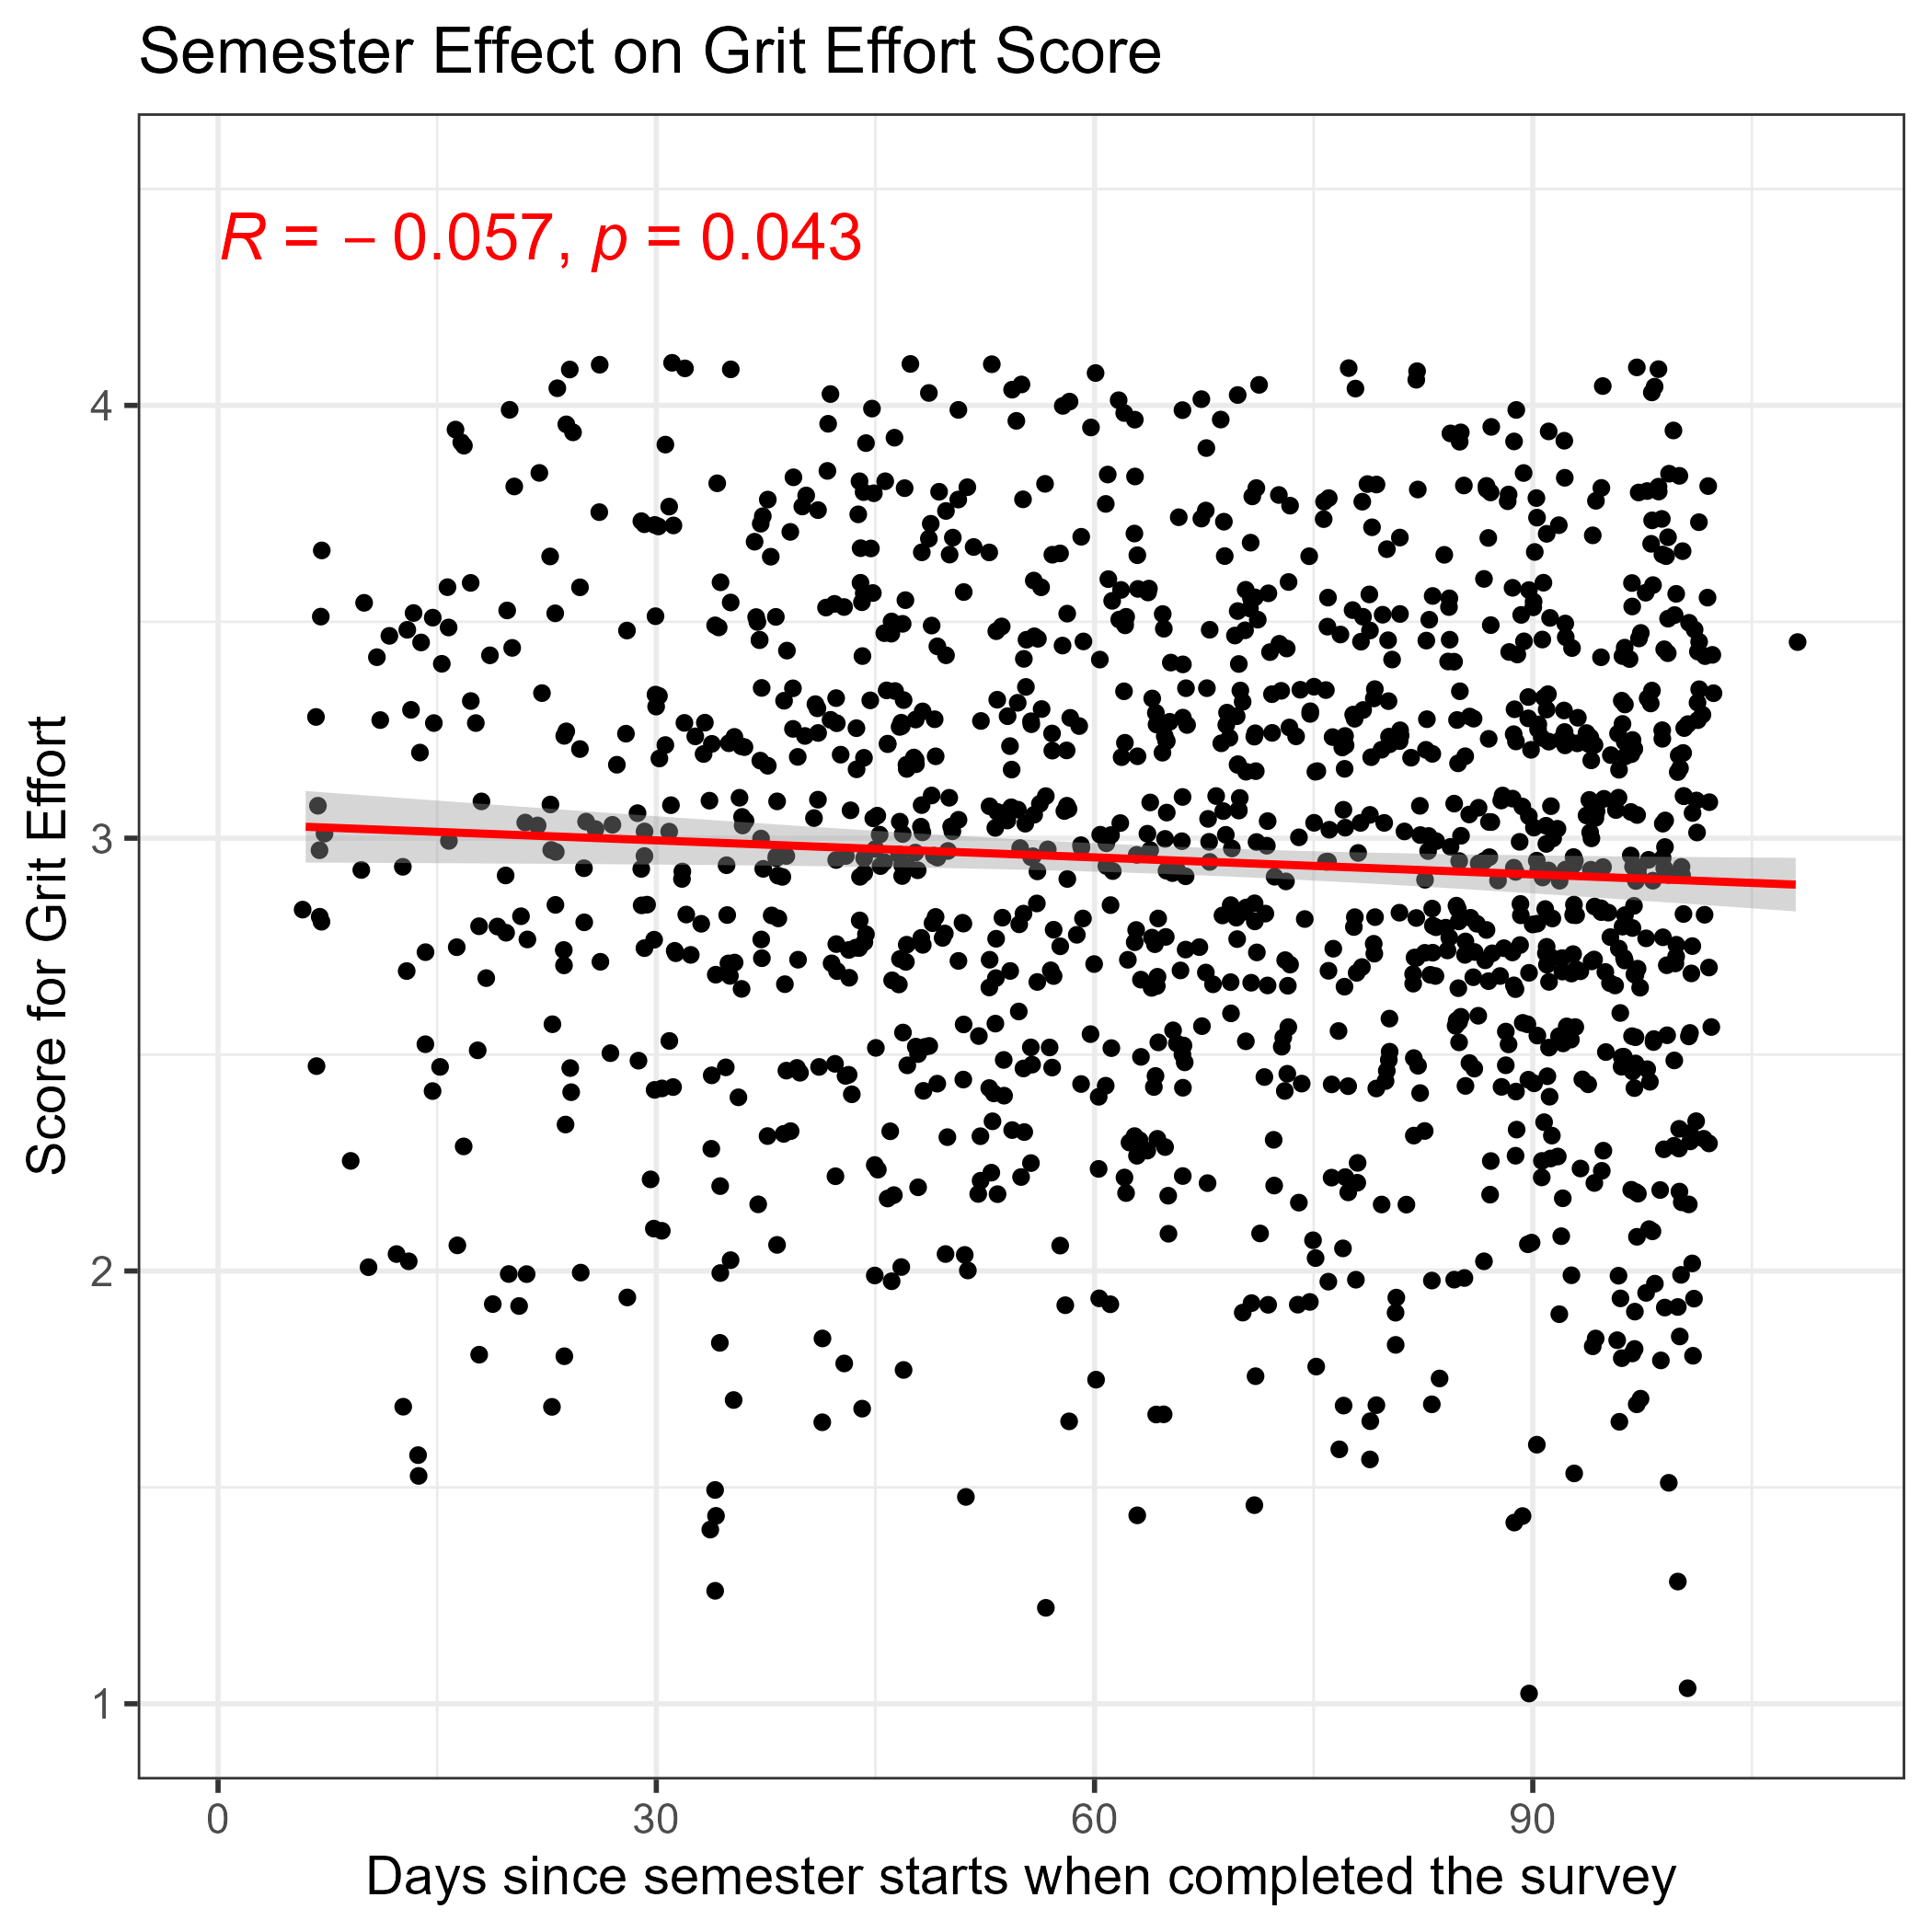 Semester Effect on Grit Effort Score
R = − 0.057, p = 0.043
4
3
2
1
Score for Grit Effort
0 30 60 90
Days since semester starts when completed the survey